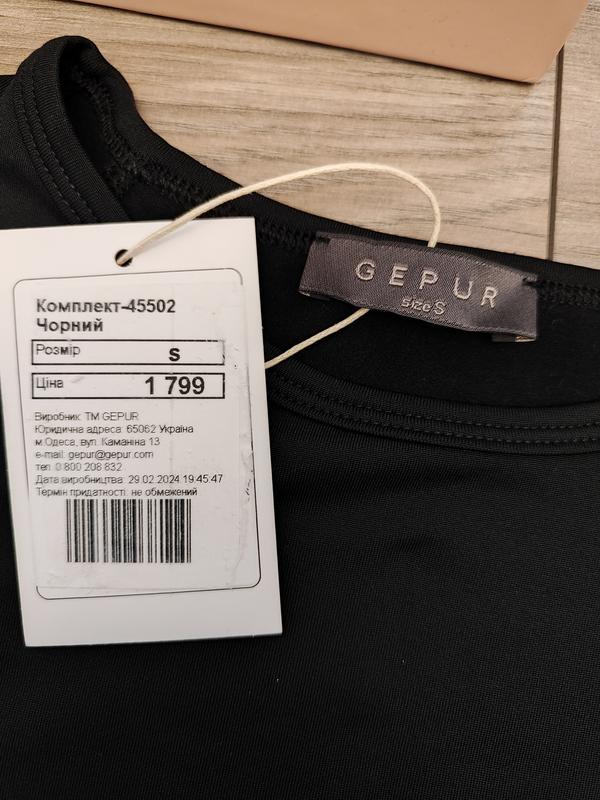 Комплект-45502
Чорний
Розмір S
Ціна 1 799
Виробник: ТМ GEPUR
Юридична адреса: 65062 Україна
м.Одеса, вул. Каманіна 13
e-mail: gepur@gepur.com
тел. 0 800 208 832
Дата виробництва: 29.02.2024 19:45:47
Термін придатності: не обмежений
GEPUR
size S